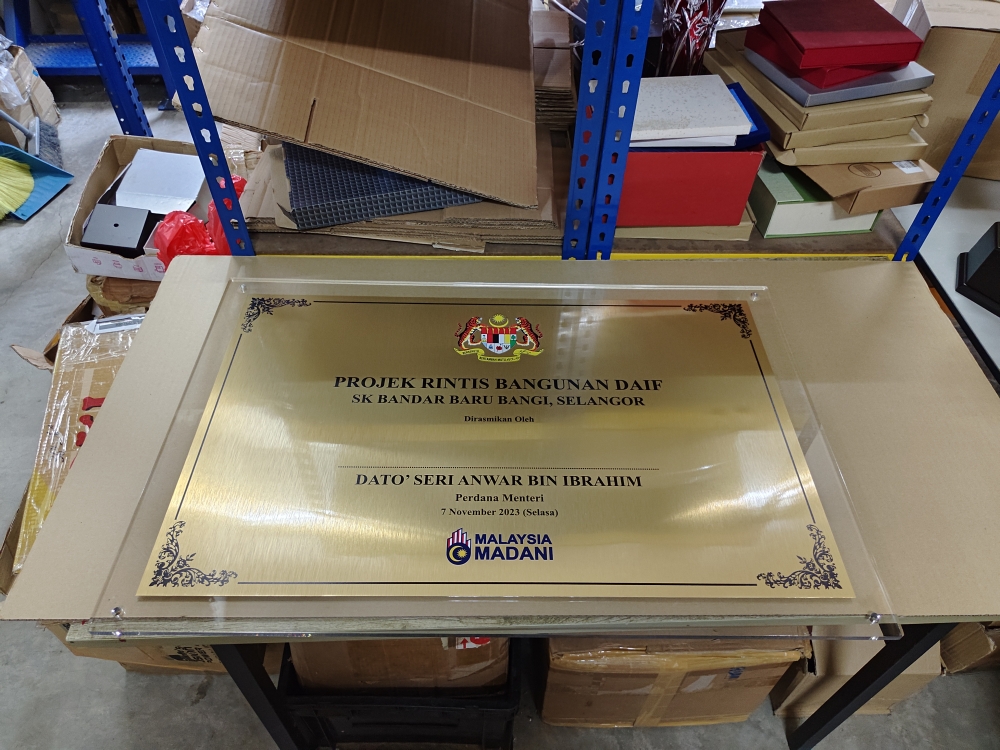 PROJEK RINTIS BANGUNAN DAIF
SK BANDAR BARU BANGI, SELANGOR
Dirasmikan Oleh
DATO' SERI ANWAR BIN IBRAHIM
Perdana Menteri
7 November 2023 (Selasa)
MALAYSIA
MADANI